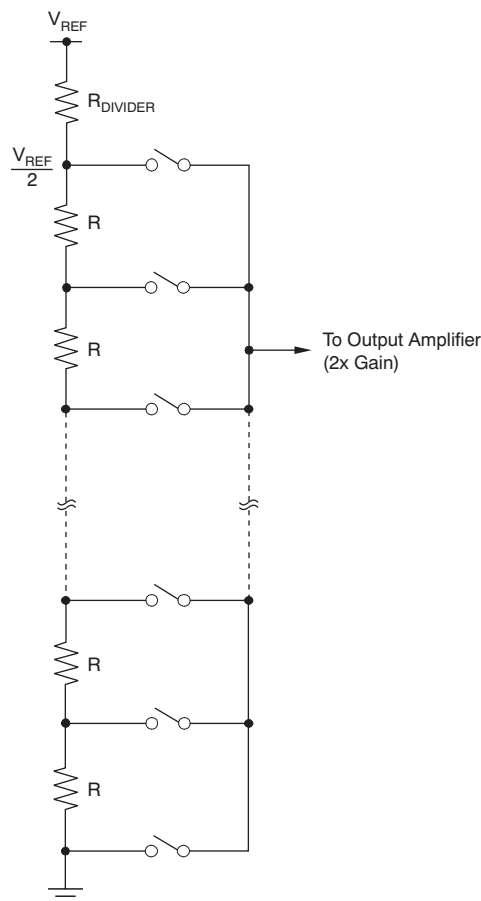 V_REF
R_DIVIDER
V_REF
2
R
R
To Output Amplifier
(2x Gain)
R
R